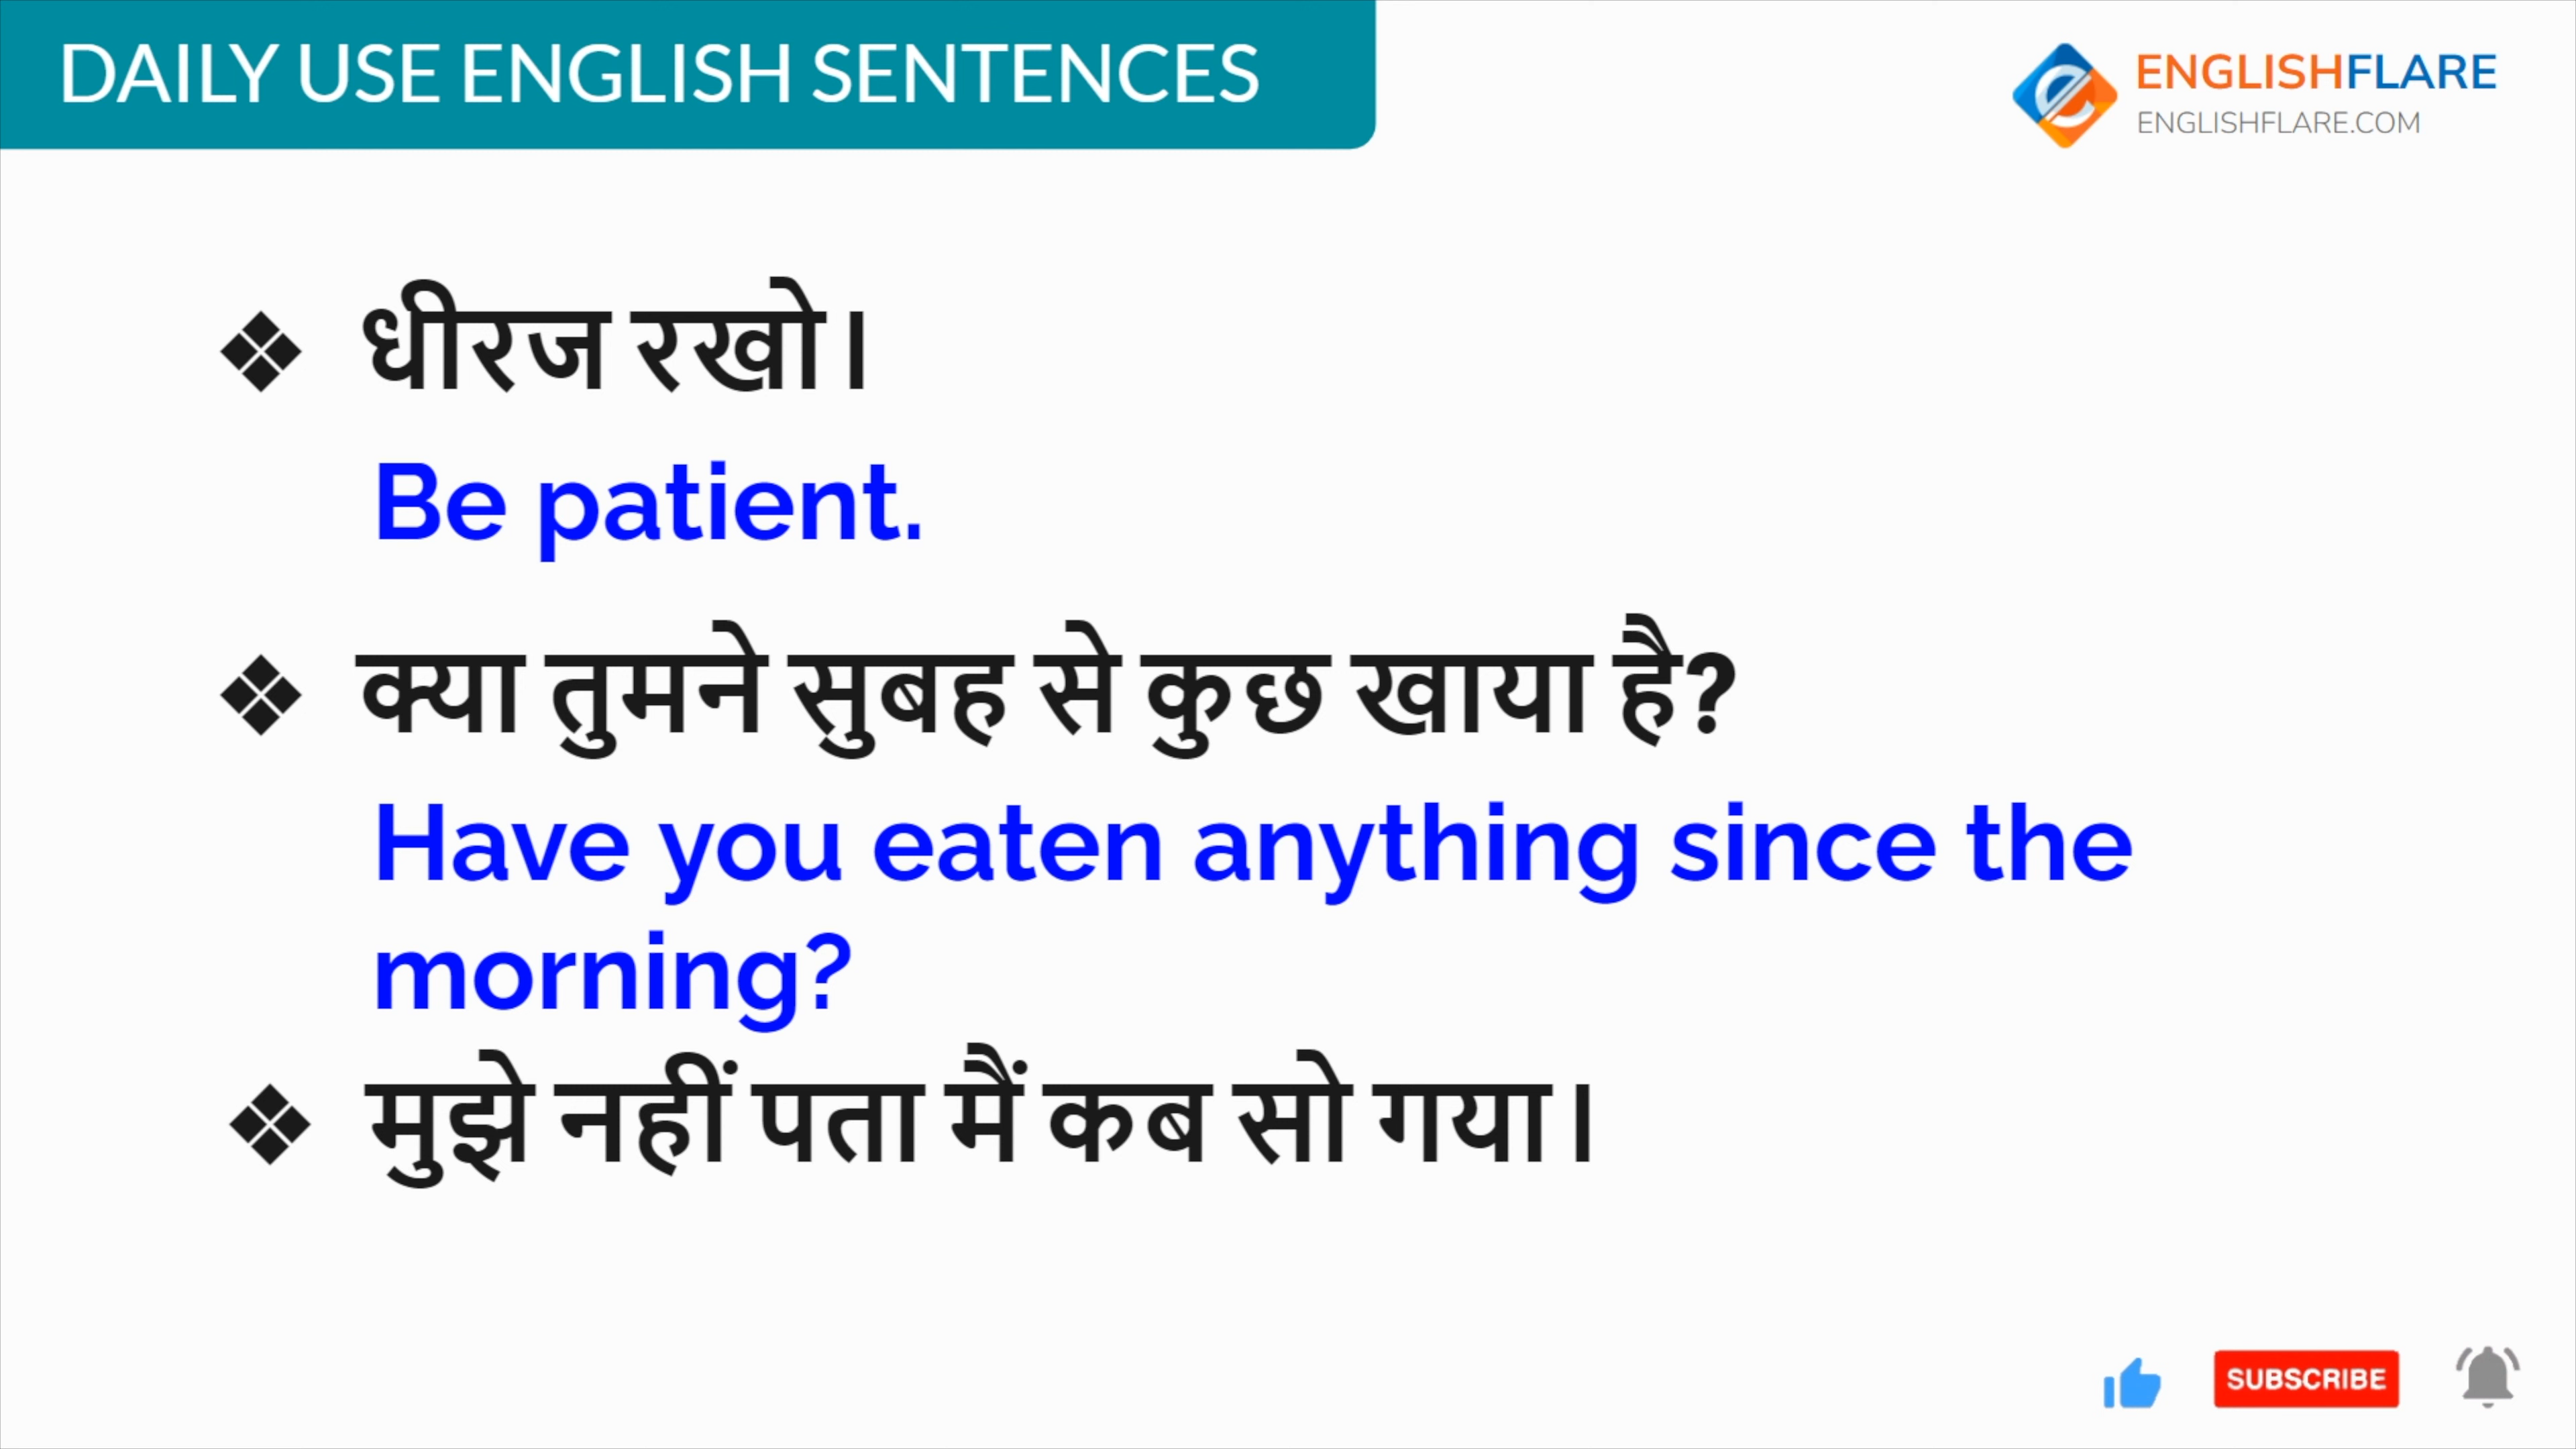 DAILY USE ENGLISH SENTENCES
ENGLISHFLARE
ENGLISHFLARE.COM
❖ धीरज रखो।
Be patient.
❖ क्या तुमने सुबह से कुछ खाया है?
Have you eaten anything since the
morning?
❖ मुझे नहीं पता मैं कब सो गया।
SUBSCRIBE